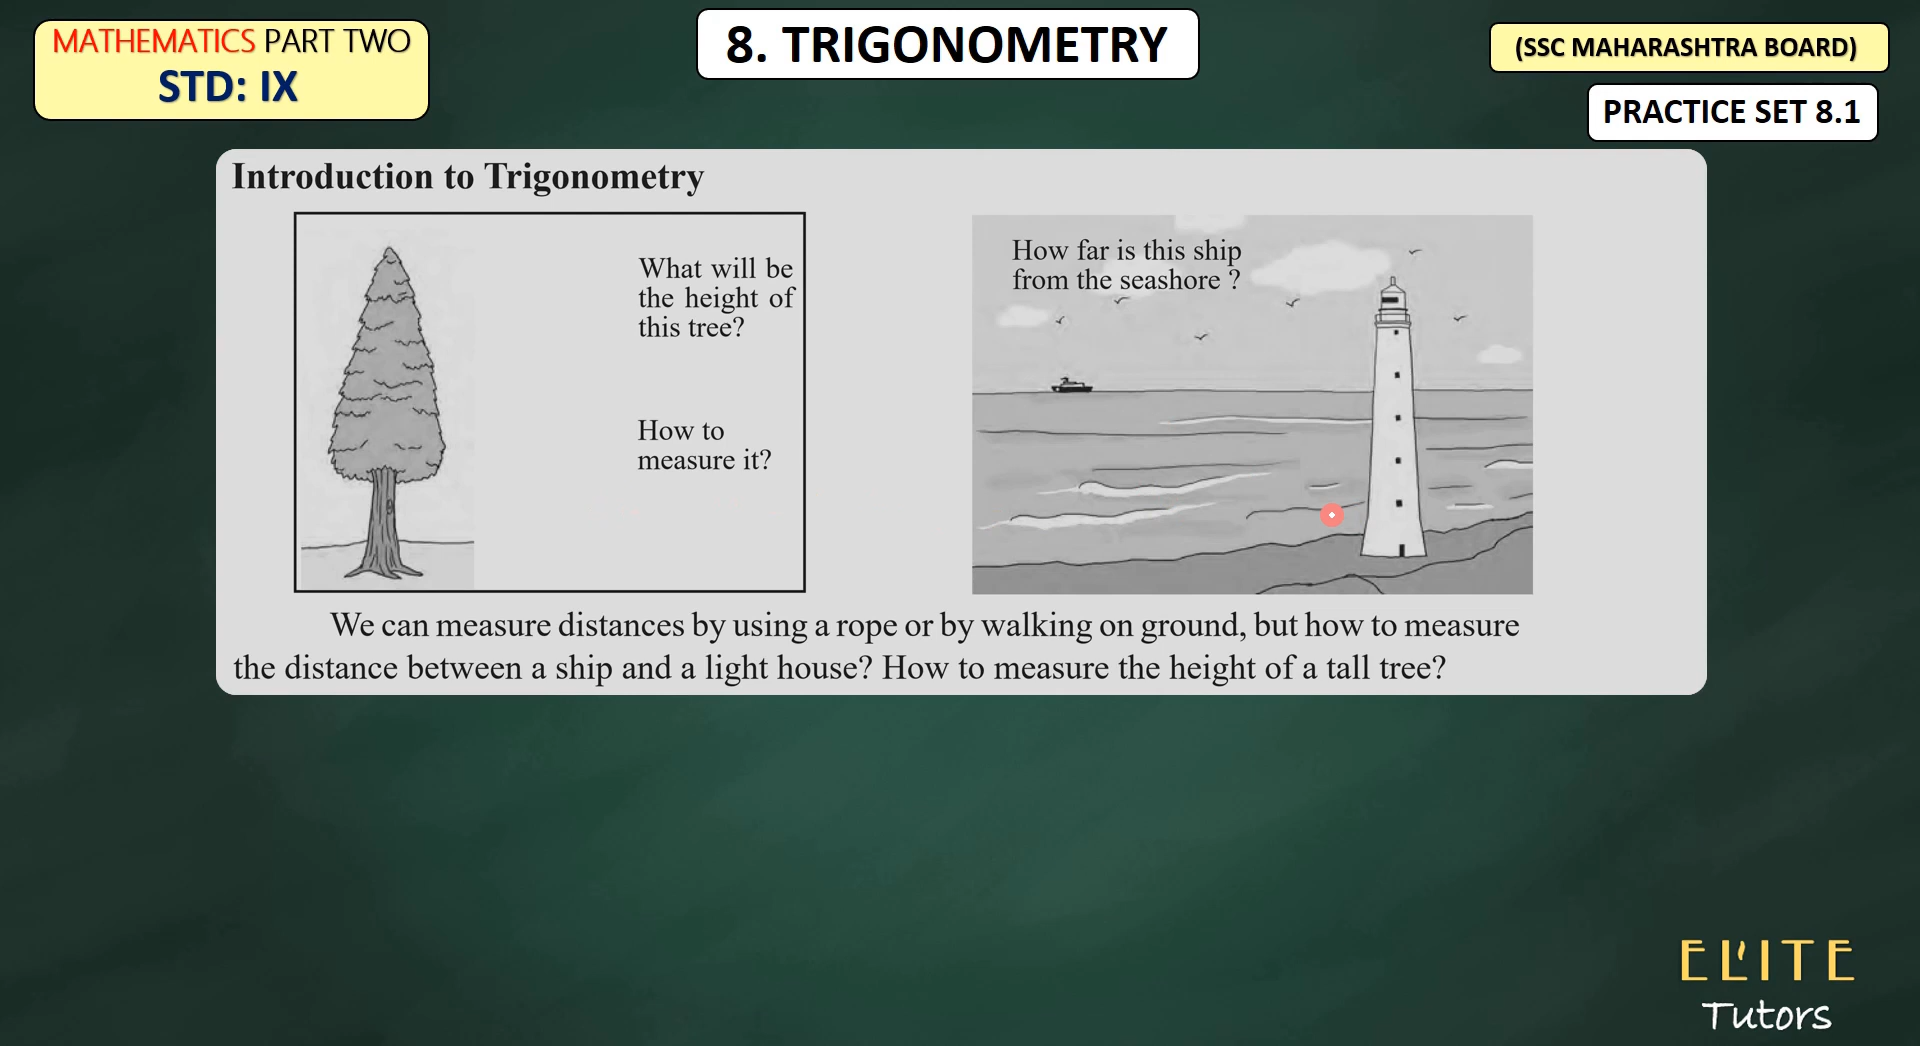 MATHEMATICS PART TWO
STD: IX
8. TRIGONOMETRY
(SSC MAHARASHTRA BOARD)
PRACTICE SET 8.1
Introduction to Trigonometry
What will be
the height of
this tree?
How to
measure it?
How far is this ship
from the seashore ?
We can measure distances by using a rope or by walking on ground, but how to measure
the distance between a ship and a light house? How to measure the height of a tall tree?
ELITE
Tutors